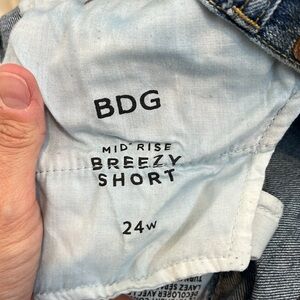 BDG
MID RISE
BREEZY
SHORT
24W